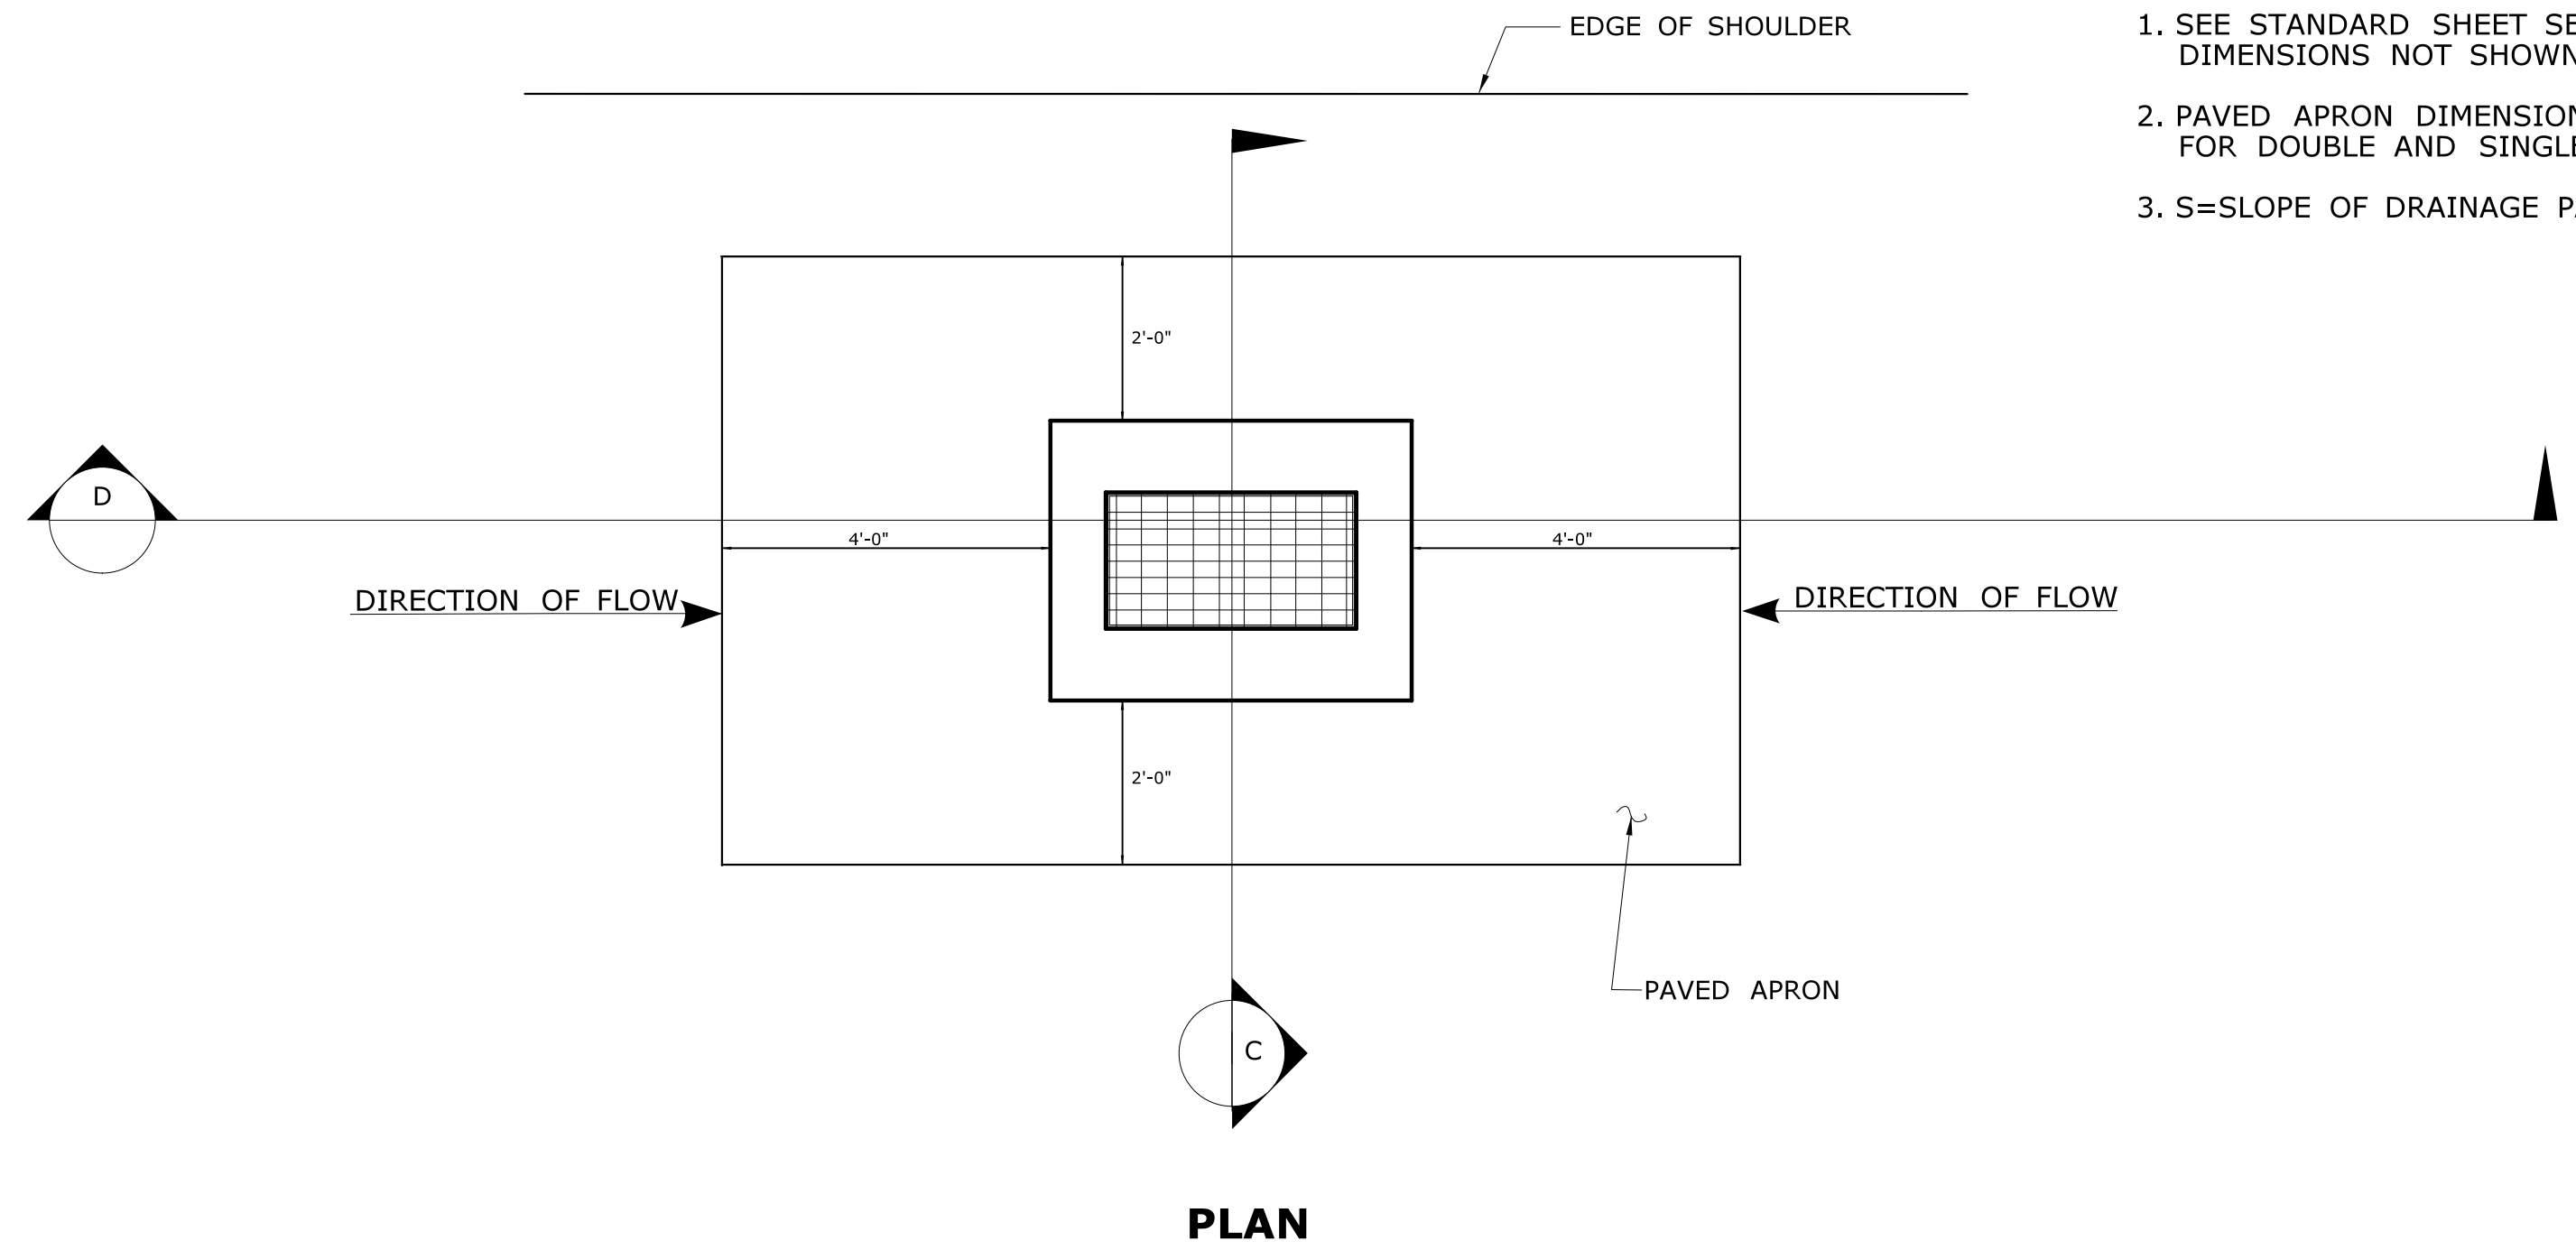 EDGE OF SHOULDER
1. SEE STANDARD SHEET
DIMENSIONS NOT SHOWN
2. PAVED APRON
FOR DOUBLE AND
3. S=SLOPE OF DRAINAGE
2'-0"
D
4'-0"
4'-0"
DIRECTION OF FLOW
DIRECTION OF FLOW
2'-0"
PAVED APRON
C
PLAN